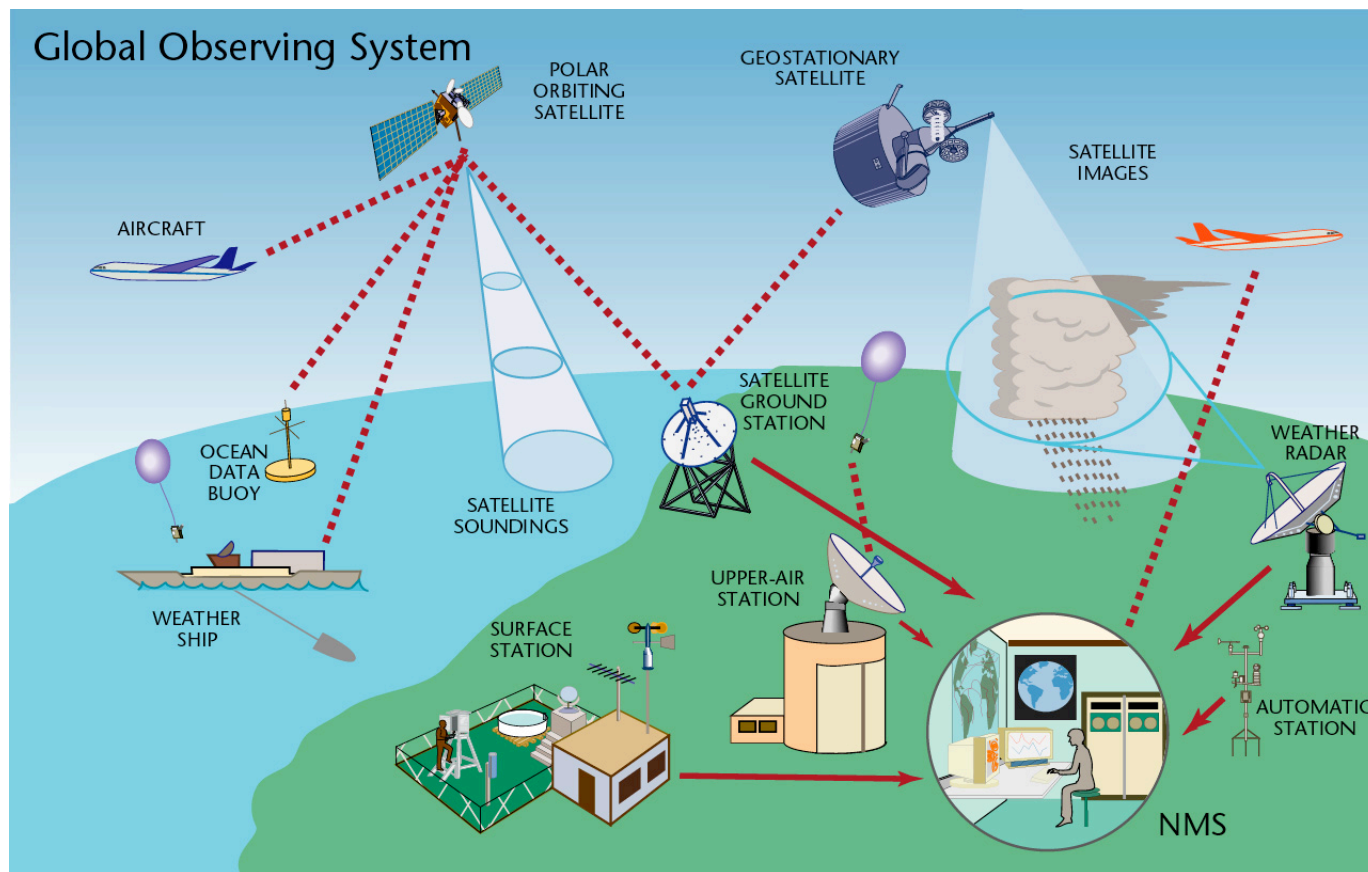 Global Observing System
POLAR
ORBITING
SATELLITE
GEOSTATIONARY
SATELLITE
SATELLITE
IMAGES
AIRCRAFT
SATELLITE
GROUND
STATION
OCEAN
DATA
BUOY
SATELLITE
SOUNDINGS
WEATHER
RADAR
WEATHER
SHIP
UPPER-AIR
STATION
SURFACE
STATION
AUTOMATIC
STATION
NMS